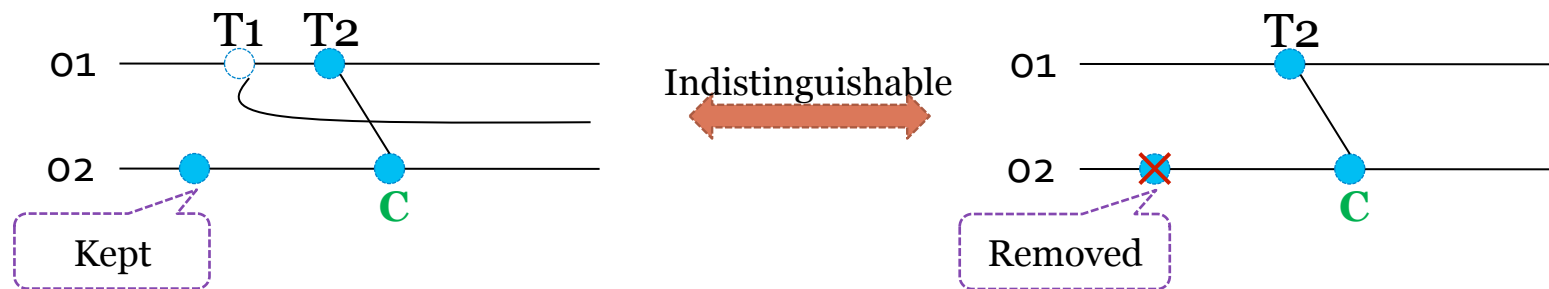 T1 T2
o1
o2
C
Kept
Indistinguishable
T2
o1
o2
C
Removed